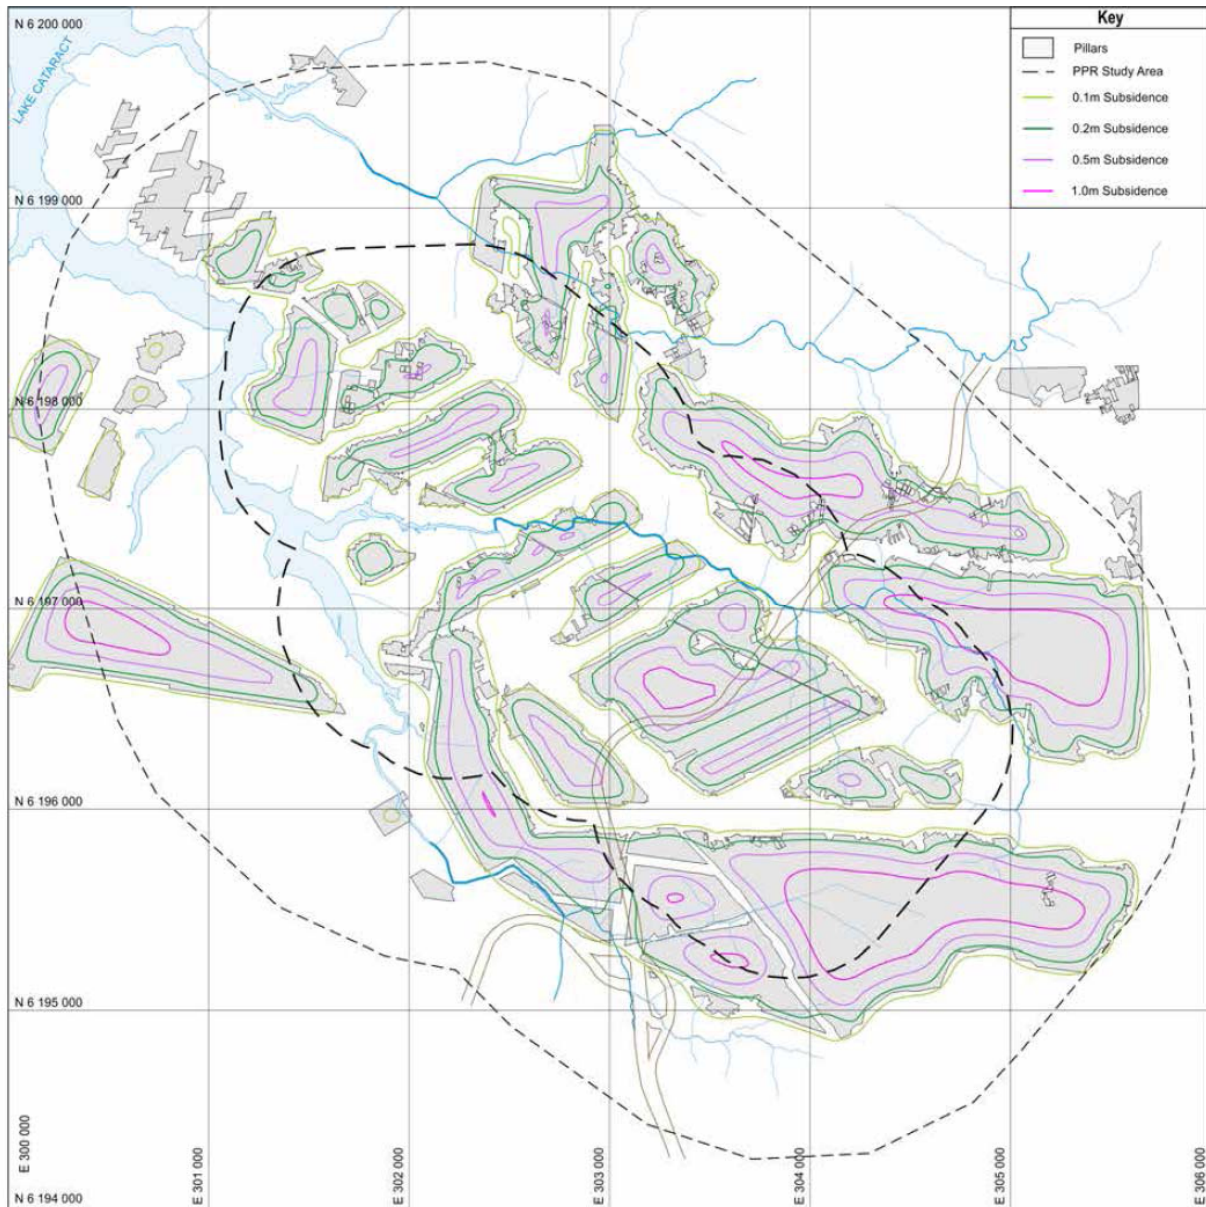 N 6 200 000
Key
LAKE CATARACT
Pillars
PPR Study Area
0.1m Subsidence
0.2m Subsidence
0.5m Subsidence
1.0m Subsidence
N 6 199 000
N 6 198 000
N 6 197 000
N 6 196 000
N 6 195 000
E 300 000
E 301 000
E 302 000
E 303 000
E 304 000
E 305 000
E 306 000
N 6 194 000